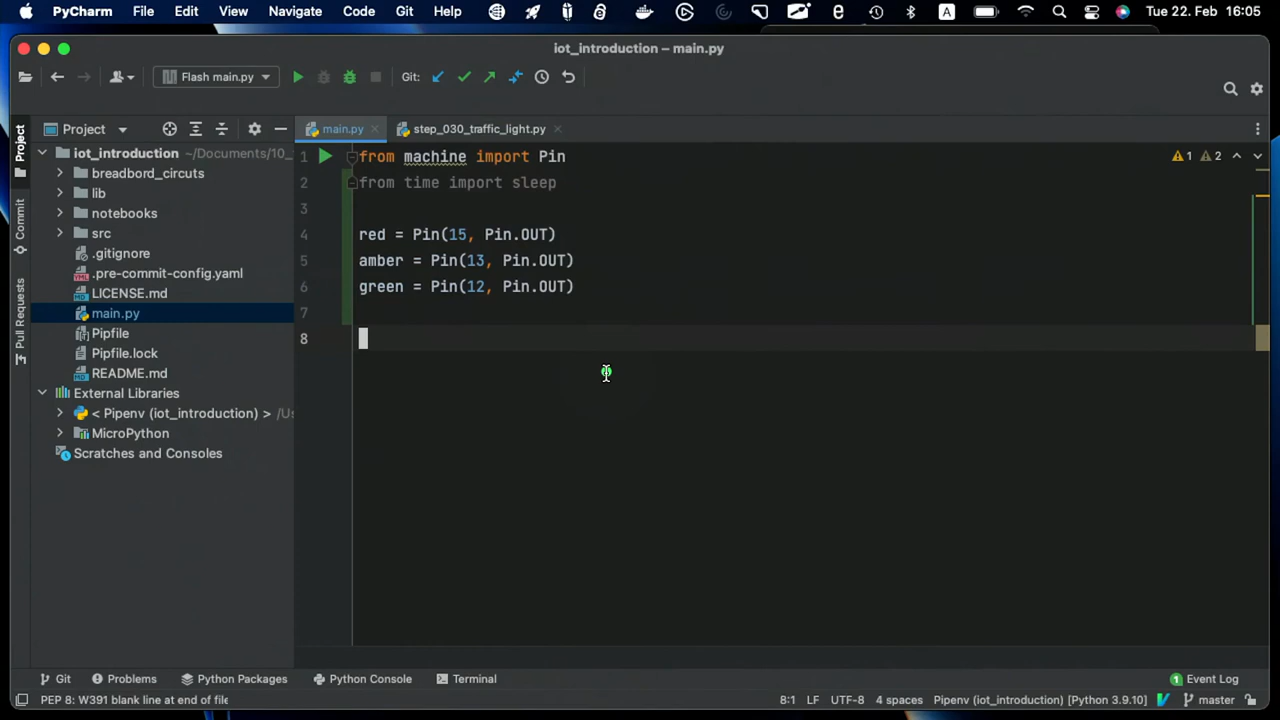 PyCharm File Edit View Navigate Code Git Help A Tue 22. Feb 16:05
iot_introduction – main.py
Flash main.py Git:
Project main.py step_030_traffic_light.py
Project
Commit
Pull Requests
iot_introduction ~/Documents/10_
breadbord_circuts
lib
notebooks
src
.gitignore
.pre-commit-config.yaml
LICENSE.md
main.py
Pipfile
Pipfile.lock
README.md
External Libraries
< Pipenv (iot_introduction) > /Us
MicroPython
Scratches and Consoles
1 from machine import Pin 1 2
2 from time import sleep
3
4 red = Pin(15, Pin.OUT)
5 amber = Pin(13, Pin.OUT)
6 green = Pin(12, Pin.OUT)
7
8
Git Problems Python Packages Python Console Terminal 1 Event Log
PEP 8: W391 blank line at end of file 8:1 LF UTF-8 4 spaces Pipenv (iot_introduction) [Python 3.9.10] master